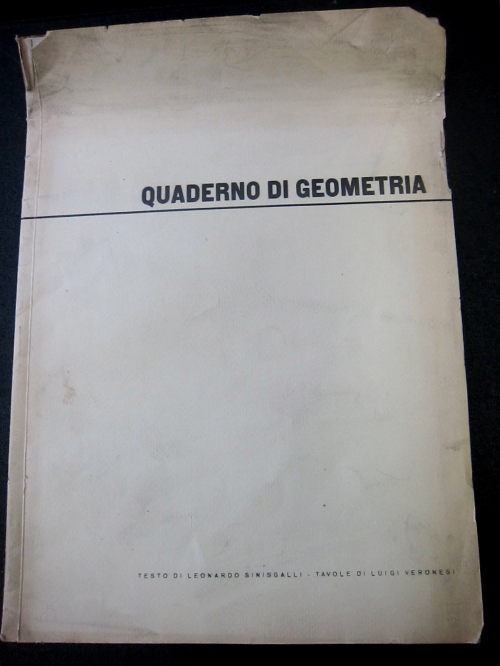 QUADERNO DI GEOMETRIA
TESTO DI LEONARDO SINISGALLI - TAVOLE DI LUIGI VERONESI